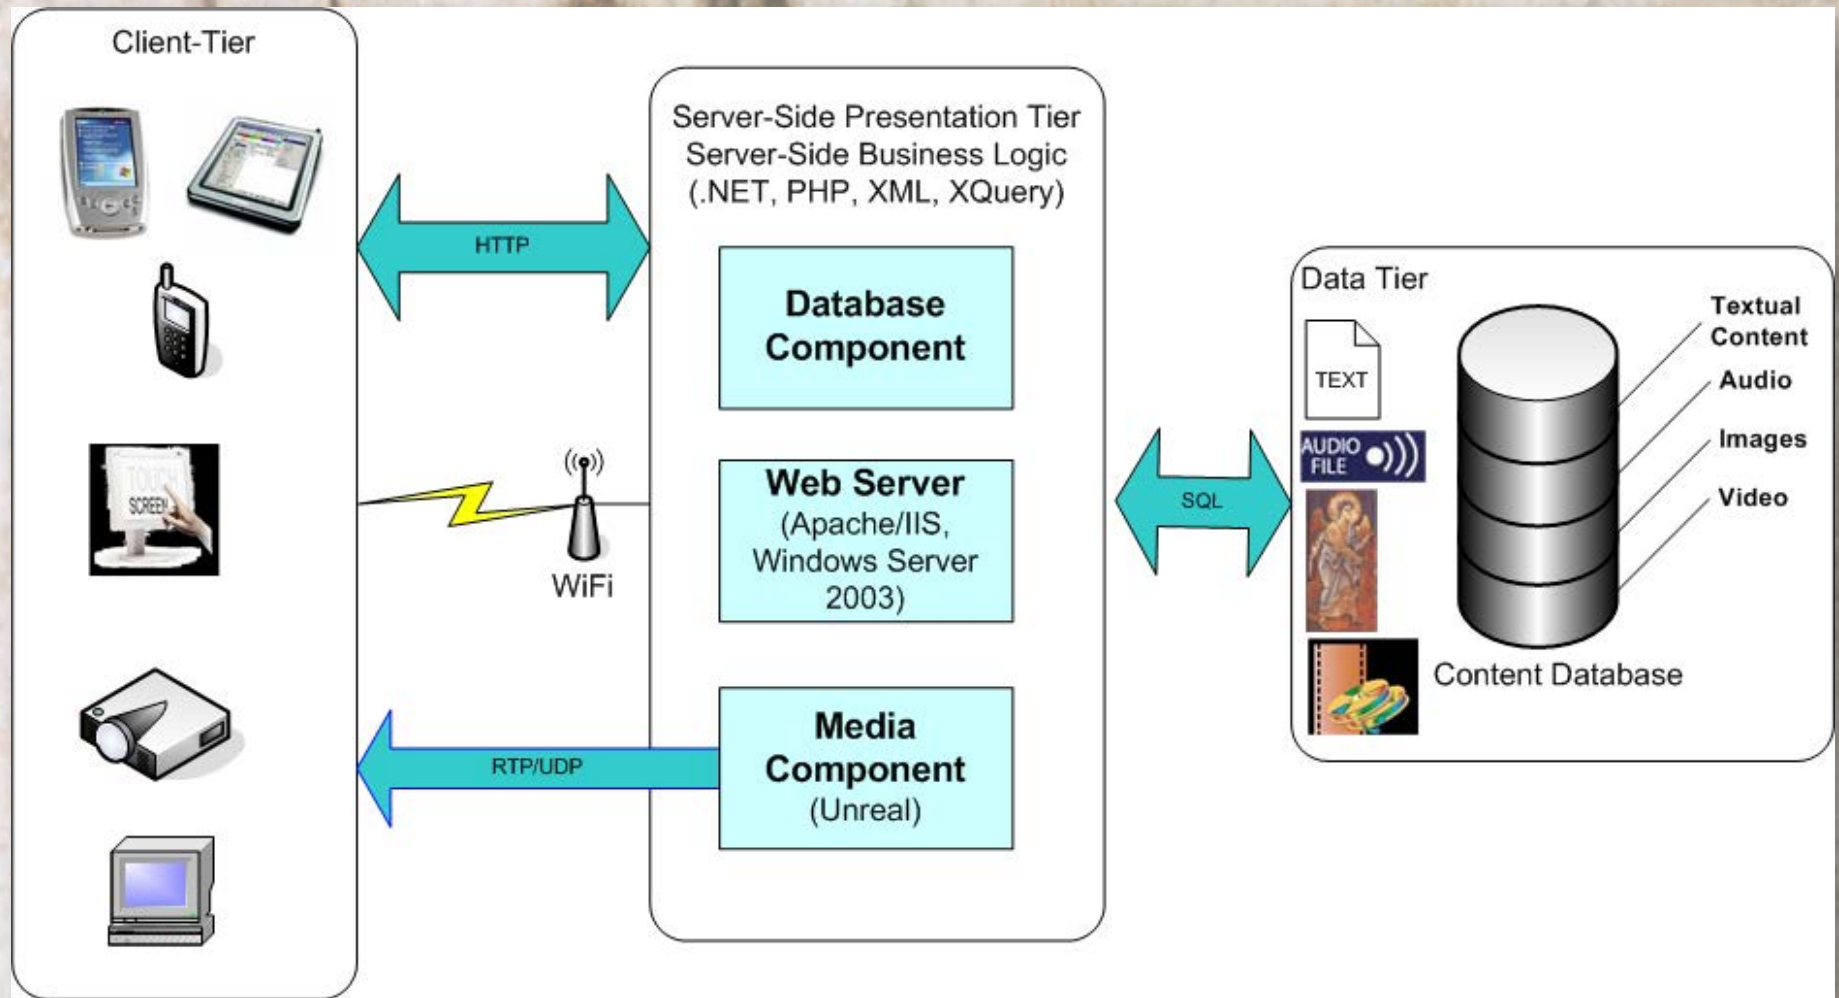 Client-Tier
TOUCH
SCREEN
HTTP
WiFi
RTP/UDP
Server-Side Presentation Tier
Server-Side Business Logic
(.NET, PHP, XML, XQuery)
Database
Component
Web Server
(Apache/IIS,
Windows Server
2003)
Media
Component
(Unreal)
SQL
Data Tier
TEXT
AUDIO
FILE
Textual
Content
Audio
Images
Video
Content Database